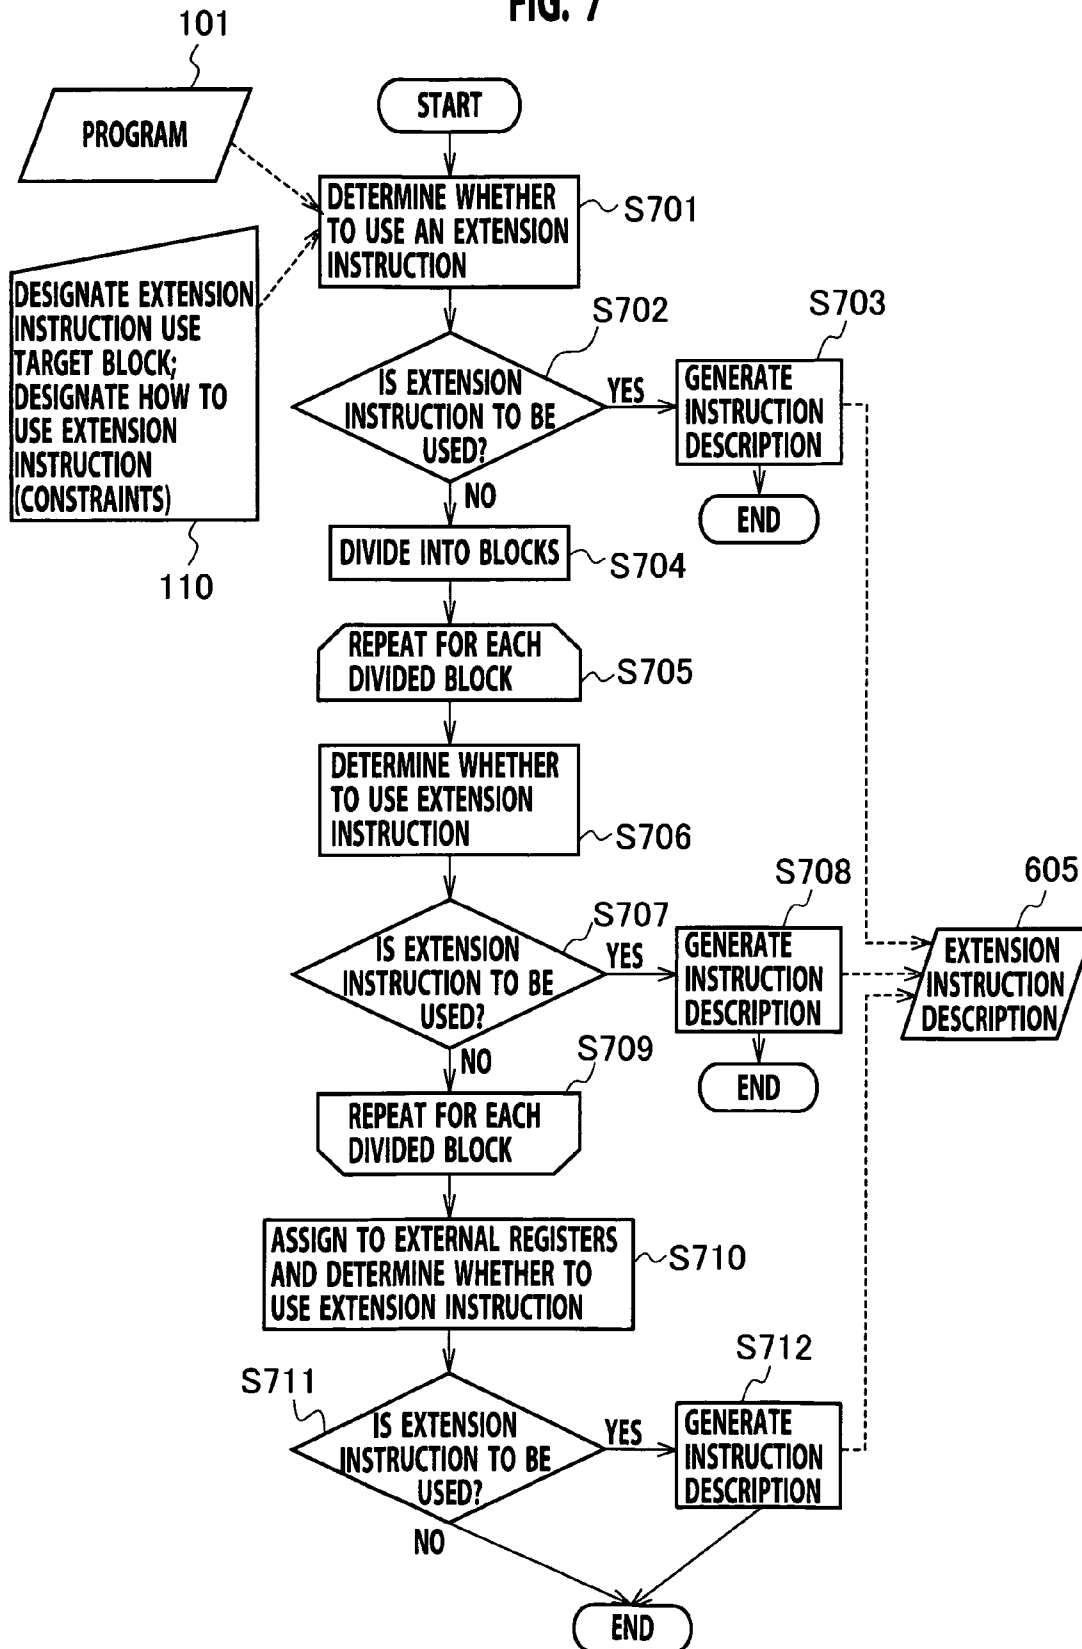 FIG. 7
101
PROGRAM
START
DETERMINE WHETHER
TO USE AN EXTENSION
INSTRUCTION
S701
DESIGNATE EXTENSION
INSTRUCTION USE
TARGET BLOCK;
DESIGNATE HOW TO
USE EXTENSION
INSTRUCTION
(CONSTRAINTS)
110
S702
IS EXTENSION
INSTRUCTION TO BE
USED?
YES
NO
S703
GENERATE
INSTRUCTION
DESCRIPTION
END
DIVIDE INTO BLOCKS
S704
REPEAT FOR EACH
DIVIDED BLOCK
S705
DETERMINE WHETHER
TO USE EXTENSION
INSTRUCTION
S706
S707
IS EXTENSION
INSTRUCTION TO BE
USED?
YES
NO
S708
GENERATE
INSTRUCTION
DESCRIPTION
END
605
EXTENSION
INSTRUCTION
DESCRIPTION
S709
REPEAT FOR EACH
DIVIDED BLOCK
ASSIGN TO EXTERNAL REGISTERS
AND DETERMINE WHETHER TO
USE EXTENSION INSTRUCTION
S710
S711
IS EXTENSION
INSTRUCTION TO BE
USED?
YES
NO
S712
GENERATE
INSTRUCTION
DESCRIPTION
END